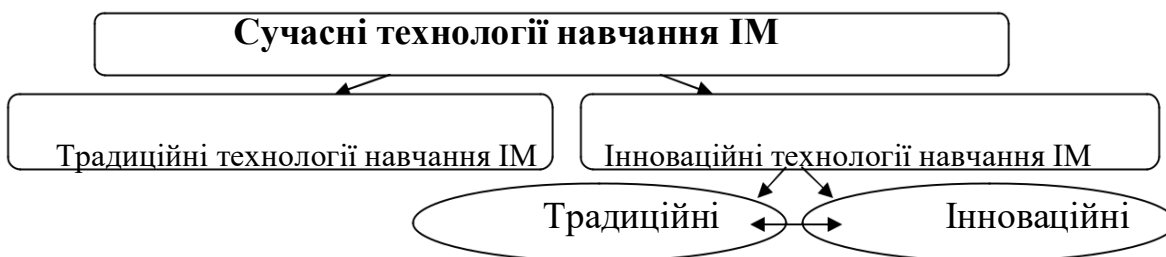 Сучасні технології навчання ІМ
Традиційні технології навчання ІМ
Інноваційні технології навчання ІМ
Традиційні
Інноваційні